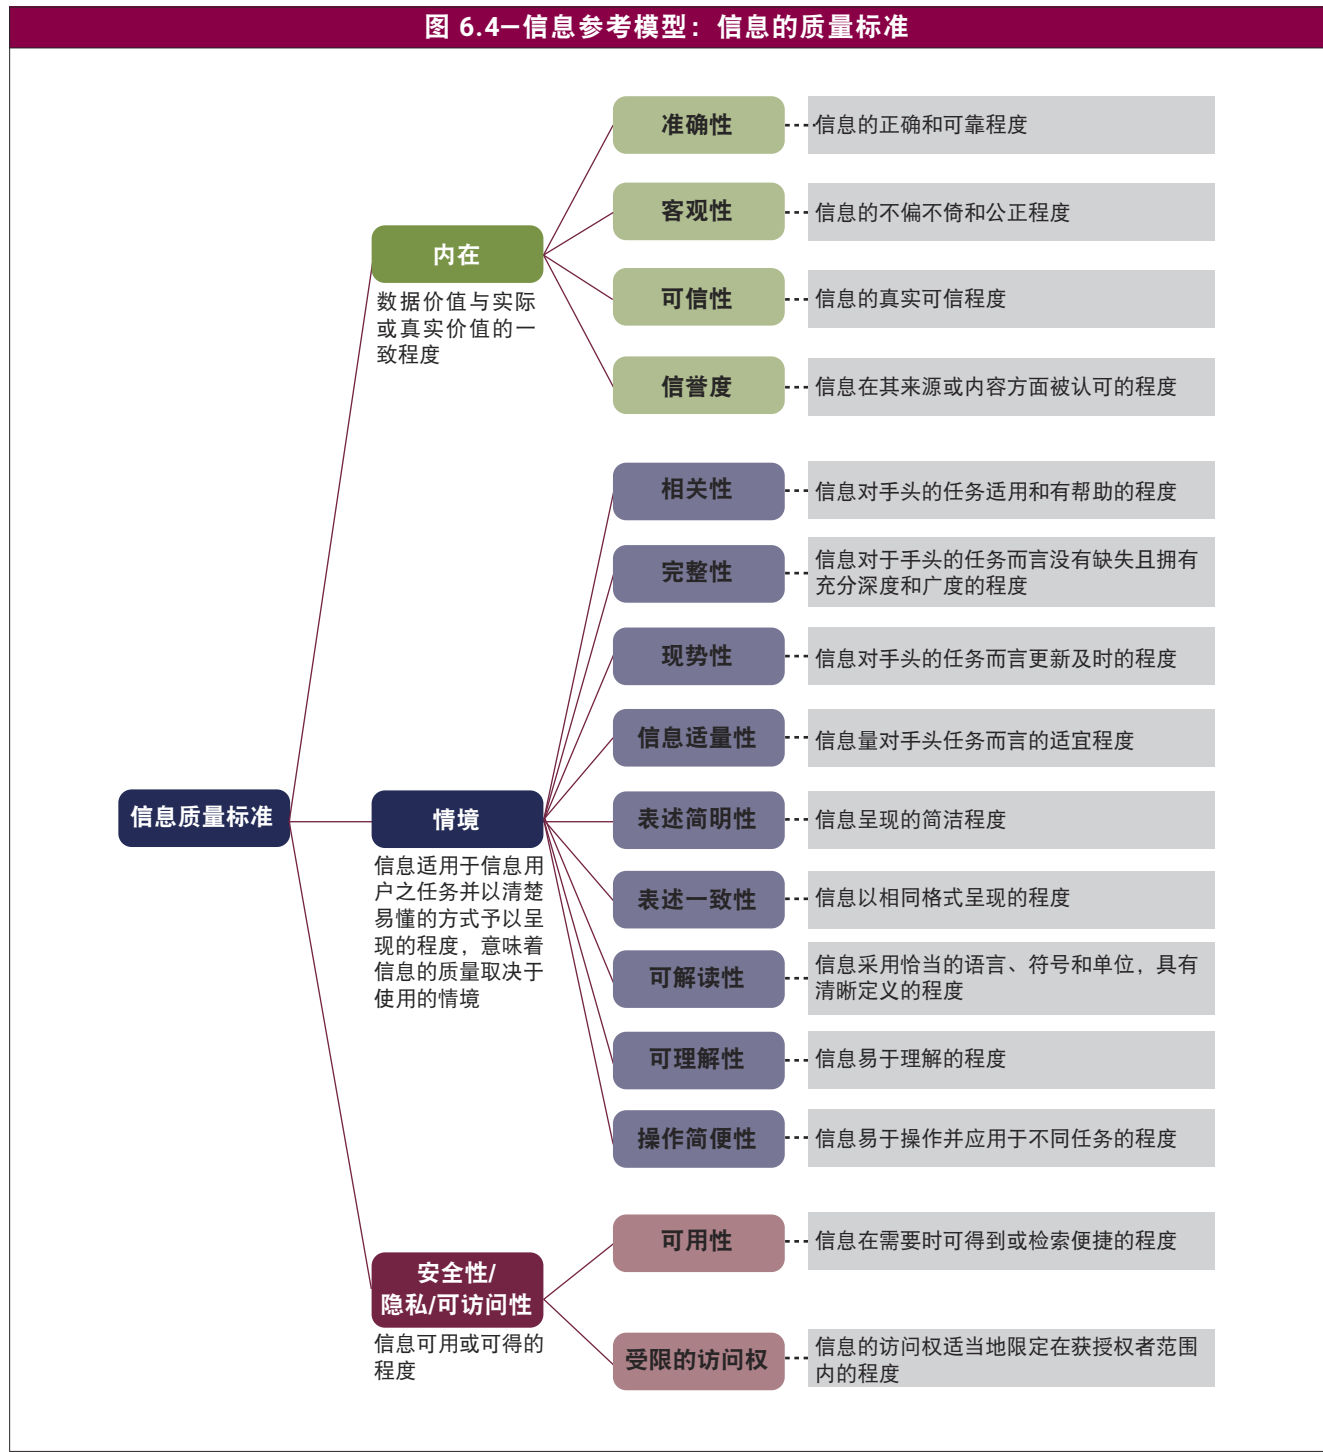 图 6.4—信息参考模型：信息的质量标准
准确性
信息的正确和可靠程度
客观性
信息的不偏不倚和公正程度
内在
数据价值与实际
或真实价值的一
致程度
可信性
信息的真实可信程度
信誉度
信息在其来源或内容方面被认可的程度
相关性
信息对手头的任务适用和有帮助的程度
完整性
信息对于手头的任务而言没有缺失且拥有
充分深度和广度的程度
现势性
信息对手头的任务而言更新及时的程度
信息适量性
信息量对手头任务而言的适宜程度
信息质量标准
情境
信息适用于信息用
户之任务并以清楚
易懂的方式予以呈
现的程度，意味着
信息的质量取决于
使用的情境
表述简明性
信息呈现的简洁程度
表述一致性
信息以相同格式呈现的程度
可解读性
信息采用恰当的语言、符号和单位，具有
清晰定义的程度
可理解性
信息易于理解的程度
操作简便性
信息易于操作并应用于不同任务的程度
可用性
信息在需要时可得到或检索便捷的程度
安全性/
隐私/可访问性
信息可用或可得的
程度
受限的访问权
信息的访问权适当地限定在获授权者范围
内的程度